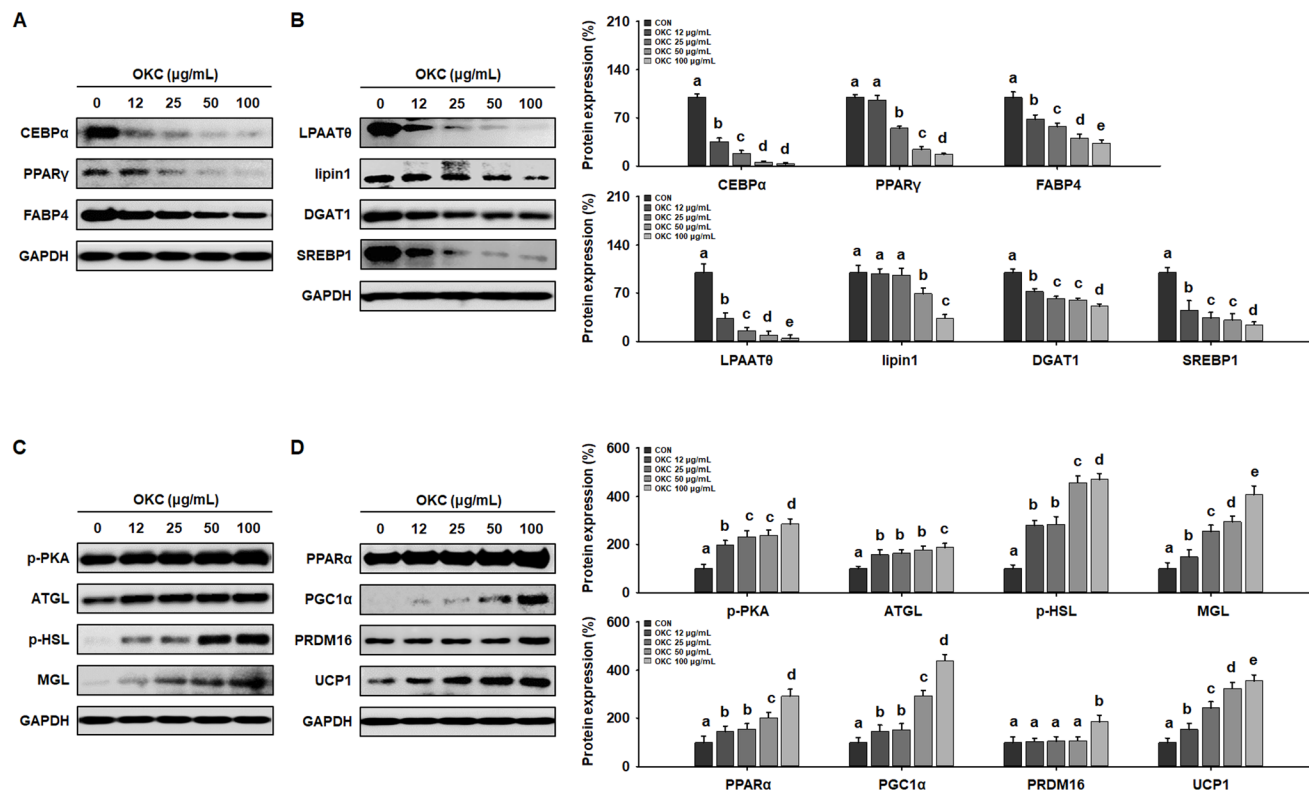 A
OKC (μg/mL)
0 12 25 50 100
CEBPα
PPARγ
FABP4
GAPDH
B
OKC (μg/mL)
0 12 25 50 100
LPAATθ
lipin1
DGAT1
SREBP1
GAPDH
Protein expression (%)
210
140
70
0
CON
OKC 12 μg/mL
OKC 25 μg/mL
OKC 50 μg/mL
OKC 100 μg/mL
a b c d d
a a b c d
a b c d e
CEBPα PPARγ FABP4
Protein expression (%)
210
140
70
0
CON
OKC 12 μg/mL
OKC 25 μg/mL
OKC 50 μg/mL
OKC 100 μg/mL
a b c d e
a a a b c
a b c c d
a b c c d
LPAATθ lipin1 DGAT1 SREBP1
C
OKC (μg/mL)
0 12 25 50 100
p-PKA
ATGL
p-HSL
MGL
GAPDH
D
OKC (μg/mL)
0 12 25 50 100
PPARα
PGC1α
PRDM16
UCP1
GAPDH
Protein expression (%)
600
400
200
0
CON
OKC 12 μg/mL
OKC 25 μg/mL
OKC 50 μg/mL
OKC 100 μg/mL
a b c c d
a b b b c
a b b c d
a b c d e
p-PKA ATGL p-HSL MGL
Protein expression (%)
600
400
200
0
CON
OKC 12 μg/mL
OKC 25 μg/mL
OKC 50 μg/mL
OKC 100 μg/mL
a b b c d
a b b c d
a a a a b
a b c d e
PPARα PGC1α PRDM16 UCP1